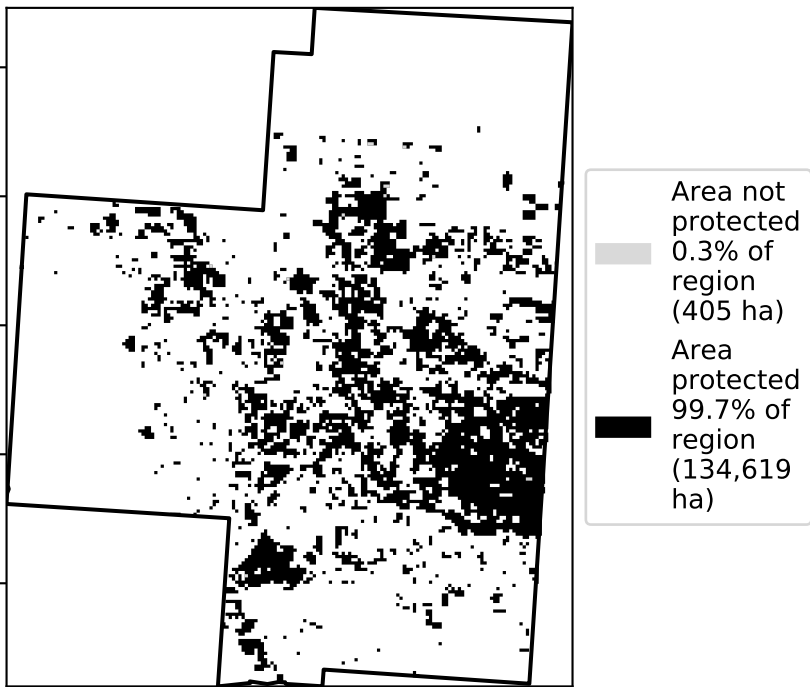 Area not
protected
0.3% of
region
(405 ha)
Area
protected
99.7% of
region
(134,619
ha)